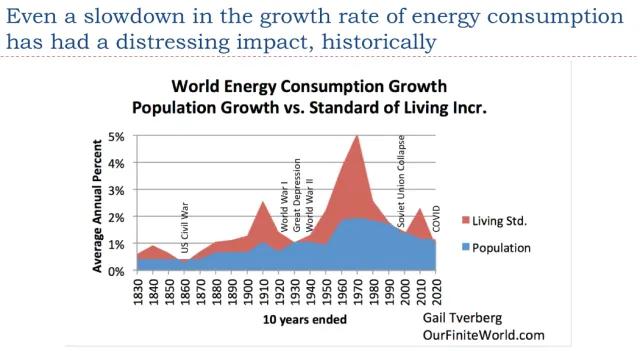 Even a slowdown in the growth rate of energy consumption
has had a distressing impact, historically
World Energy Consumption Growth
Population Growth vs. Standard of Living Incr.
Average Annual Percent
5%
4%
3%
2%
1%
0%
US Civil War
World War I
Great Depression
World War II
Soviet Union Collapse
COVID
Living Std.
Population
1830
1840
1850
1860
1870
1880
1890
1900
1910
1920
1930
1940
1950
1960
1970
1980
1990
2000
2010
2020
10 years ended
Gail Tverberg
OurFiniteWorld.com